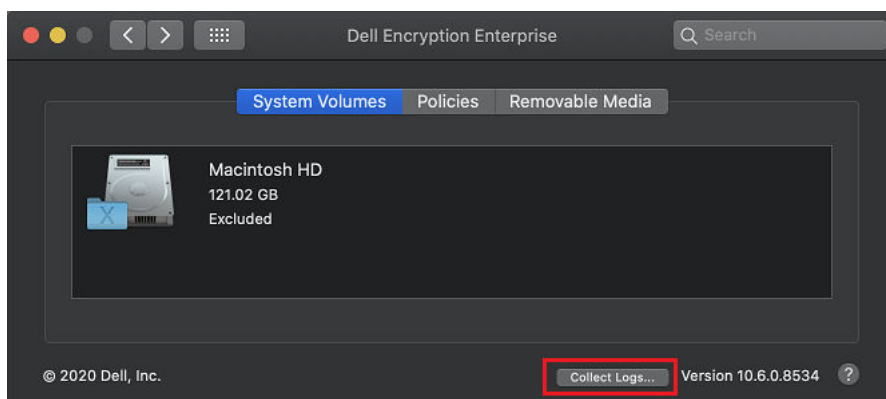 Dell Encryption Enterprise
Search
System Volumes Policies Removable Media
Macintosh HD
121.02 GB
Excluded
X
© 2020 Dell, Inc.
Collect Logs... Version 10.6.0.8534 ?